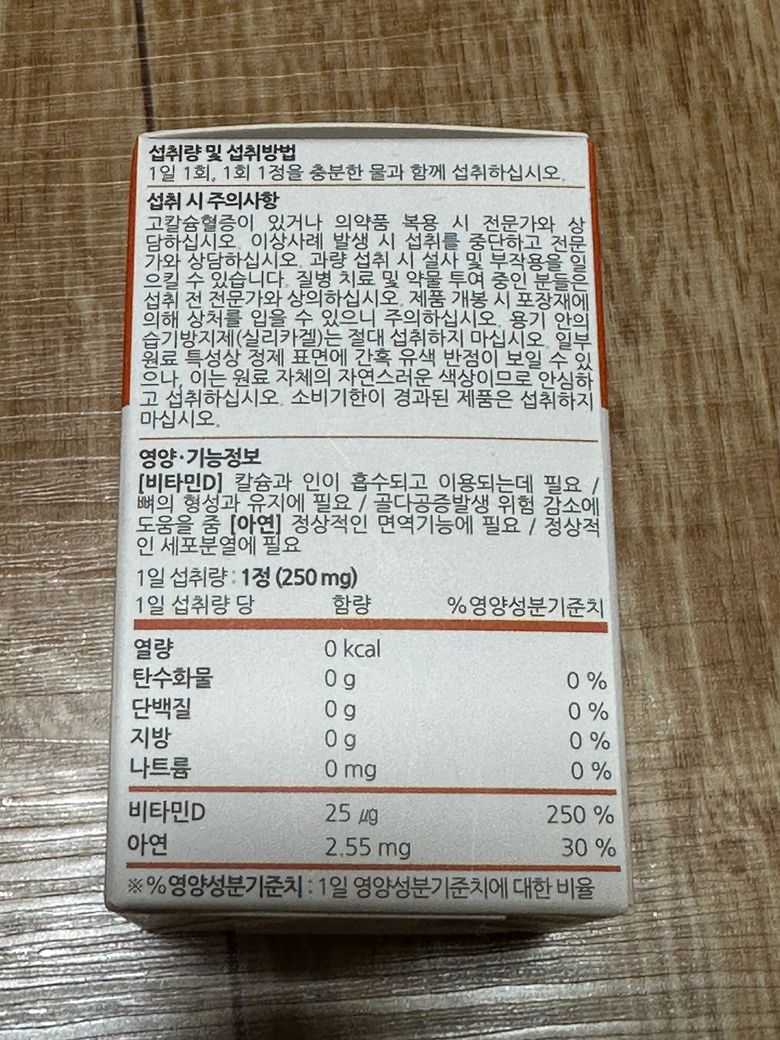 섭취량 및 섭취방법
1일 1회, 1회 1정을 충분한 물과 함께 섭취하십시오.
섭취 시 주의사항
고칼슘혈증이 있거나 의약품 복용 시 전문가와 상
담하십시오. 이상사례 발생 시 섭취를 중단하고 전문
가와 상담하십시오. 과량 섭취 시 설사 및 부작용을 일
으킬 수 있습니다. 질병 치료 및 약물 투여 중인 분들은
섭취 전 전문가와 상의하십시오. 제품 개봉 시 포장재에
의해 상처를 입을 수 있으니 주의하십시오. 용기 안의
습기방지제(실리카겔)는 절대 섭취하지 마십시오. 일부
원료 특성상 정제 표면에 간혹 유색 반점이 보일 수 있
으나, 이는 원료 자체의 자연스러운 색상이므로 안심하
고 섭취하십시오. 소비기한이 경과된 제품은 섭취하지
마십시오.
영양·기능정보
[비타민D] 칼슘과 인이 흡수되고 이용되는데 필요 /
뼈의 형성과 유지에 필요 / 골다공증발생 위험 감소에
도움을 줌 [아연] 정상적인 면역기능에 필요 / 정상적
인 세포분열에 필요
1일 섭취량 : 1정 (250 mg)
1일 섭취량 당 함량 % 영양성분기준치
열량 0 kcal
탄수화물 0 g 0 %
단백질 0 g 0 %
지방 0 g 0 %
나트륨 0 mg 0 %
비타민D 25 ㎍ 250 %
아연 2.55 mg 30 %
※ % 영양성분기준치 : 1일 영양성분기준치에 대한 비율